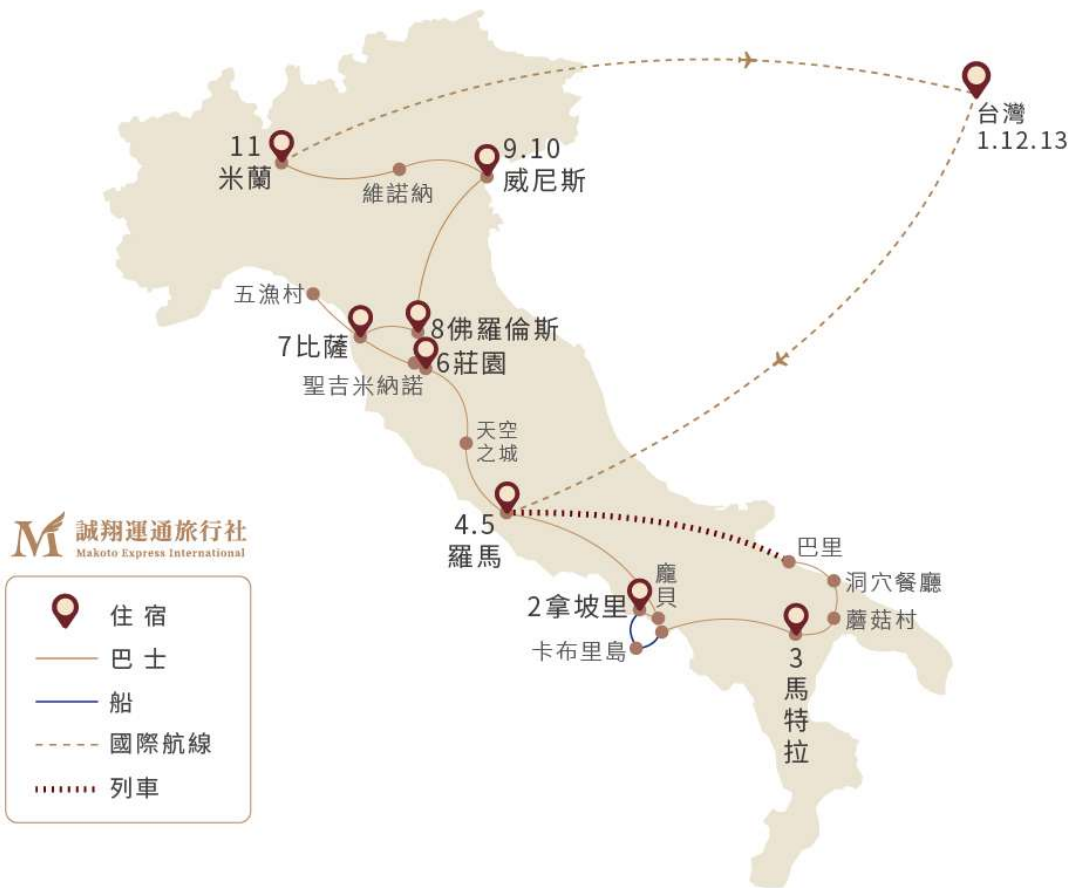 台灣
1.12.13
11
米蘭
9.10
威尼斯
維諾納
五漁村
8佛羅倫斯
7比薩
6莊園
聖吉米納諾
天空
之城
4.5
羅馬
巴里
洞穴餐廳
蘑菇村
龐
貝
2拿坡里
卡布里島
3
馬
特
拉
M 誠翔運通旅行社
Makoto Express International
住宿
巴士
船
國際航線
列車